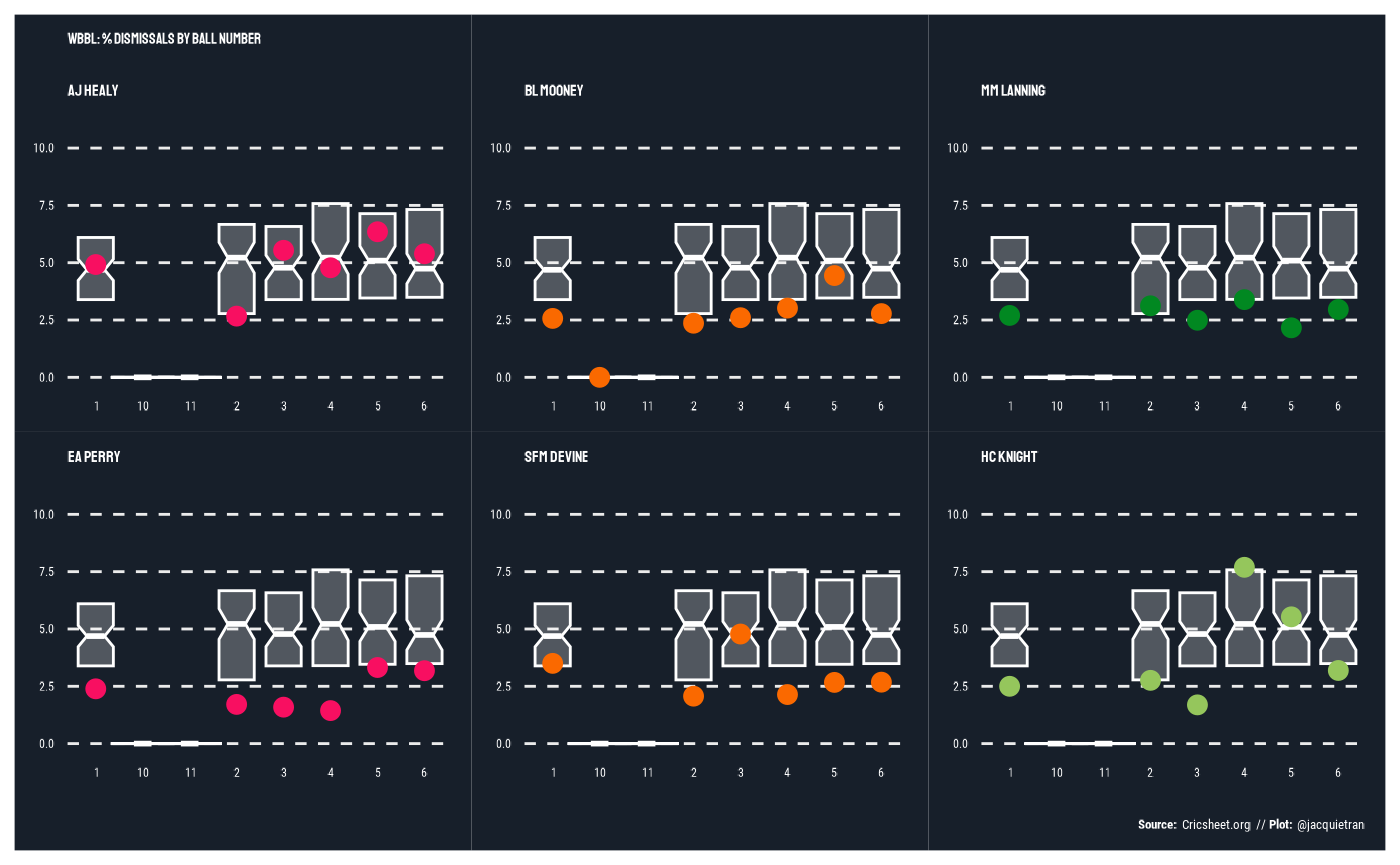 WBBL: % DISMISSALS BY BALL NUMBER
AJ HEALY
10.0
7.5
5.0
2.5
0.0
1 10 11 2 3 4 5 6
BL MOONEY
10.0
7.5
5.0
2.5
0.0
1 10 11 2 3 4 5 6
MM LANNING
10.0
7.5
5.0
2.5
0.0
1 10 11 2 3 4 5 6
EA PERRY
10.0
7.5
5.0
2.5
0.0
1 10 11 2 3 4 5 6
SFM DEVINE
10.0
7.5
5.0
2.5
0.0
1 10 11 2 3 4 5 6
HC KNIGHT
10.0
7.5
5.0
2.5
0.0
1 10 11 2 3 4 5 6
Source: Cricsheet.org // Plot: @jacquietran